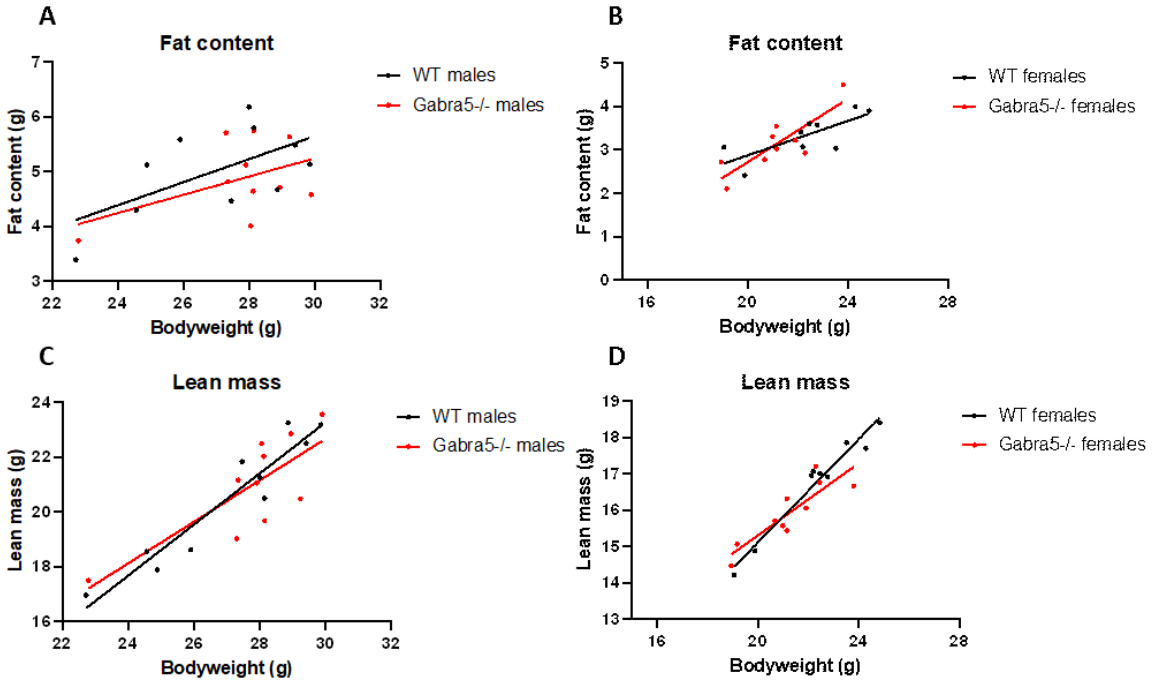 A
Fat content
WT males
Gabra5-/- males
Fat content (g)
7
6
5
4
3
22 24 26 28 30 32
Bodyweight (g)
B
Fat content
WT females
Gabra5-/- females
Fat content (g)
5
4
3
2
1
0
16 20 24 28
Bodyweight (g)
C
Lean mass
WT males
Gabra5-/- males
Lean mass (g)
24
22
20
18
16
22 24 26 28 30 32
Bodyweight (g)
D
Lean mass
WT females
Gabra5-/- females
Lean mass (g)
19
18
17
16
15
14
13
16 20 24 28
Bodyweight (g)